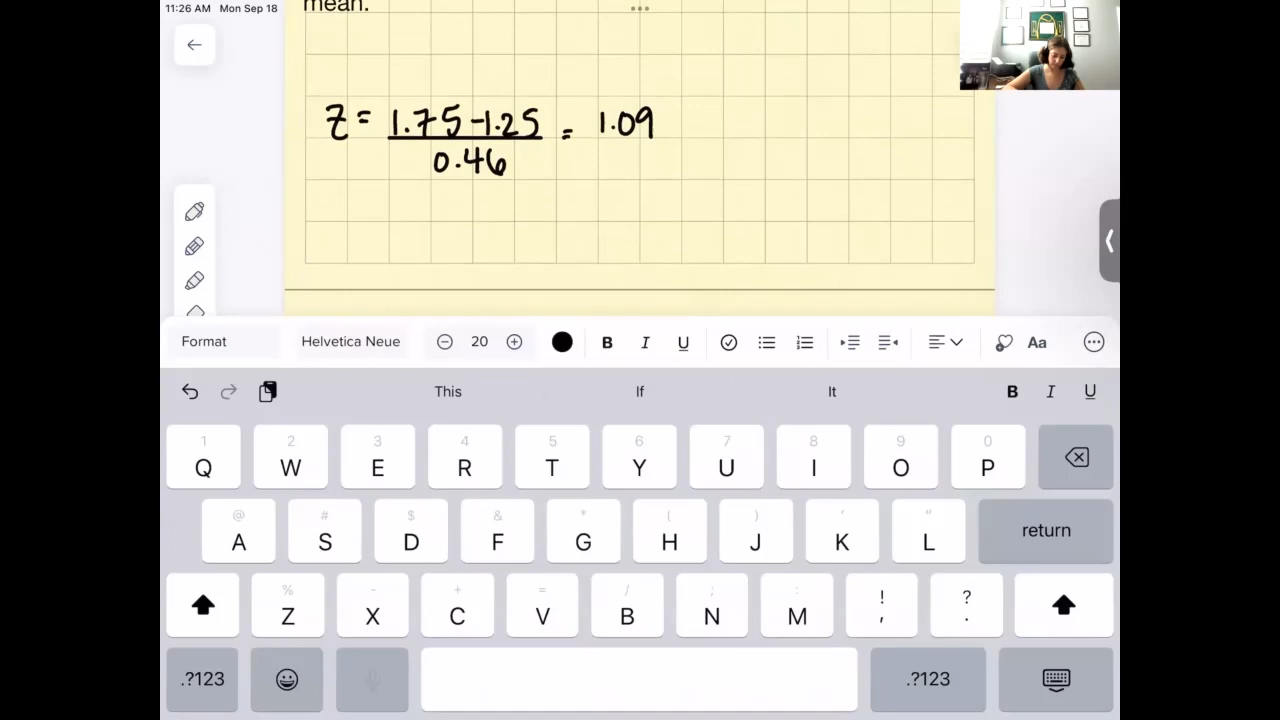 11:26 AM Mon Sep 18
mean.
Z = 1.75 - 1.25 = 1.09
0.46
Format Helvetica Neue 20 B I U Aa
This If It B I U
1 2 3 4 5 6 7 8 9 0
Q W E R T Y U I O P
@ # $ & * ( ) ' "
A S D F G H J K L return
% - + = / ; : ! ?
Z X C V B N M , .
.?123 .?123